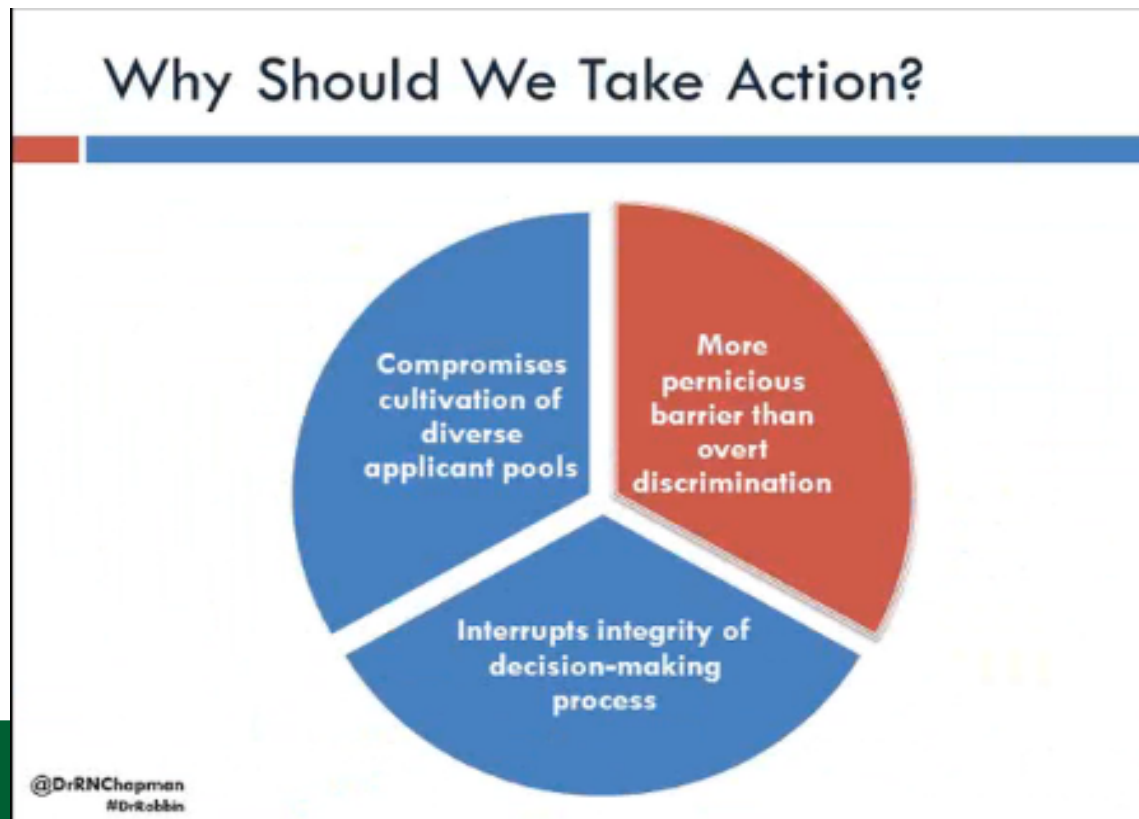 Why Should We Take Action?
Compromises
cultivation of
diverse
applicant pools
More
pernicious
barrier than
overt
discrimination
Interrupts integrity of
decision-making
process
@DrRNChapman
#DrRobbin